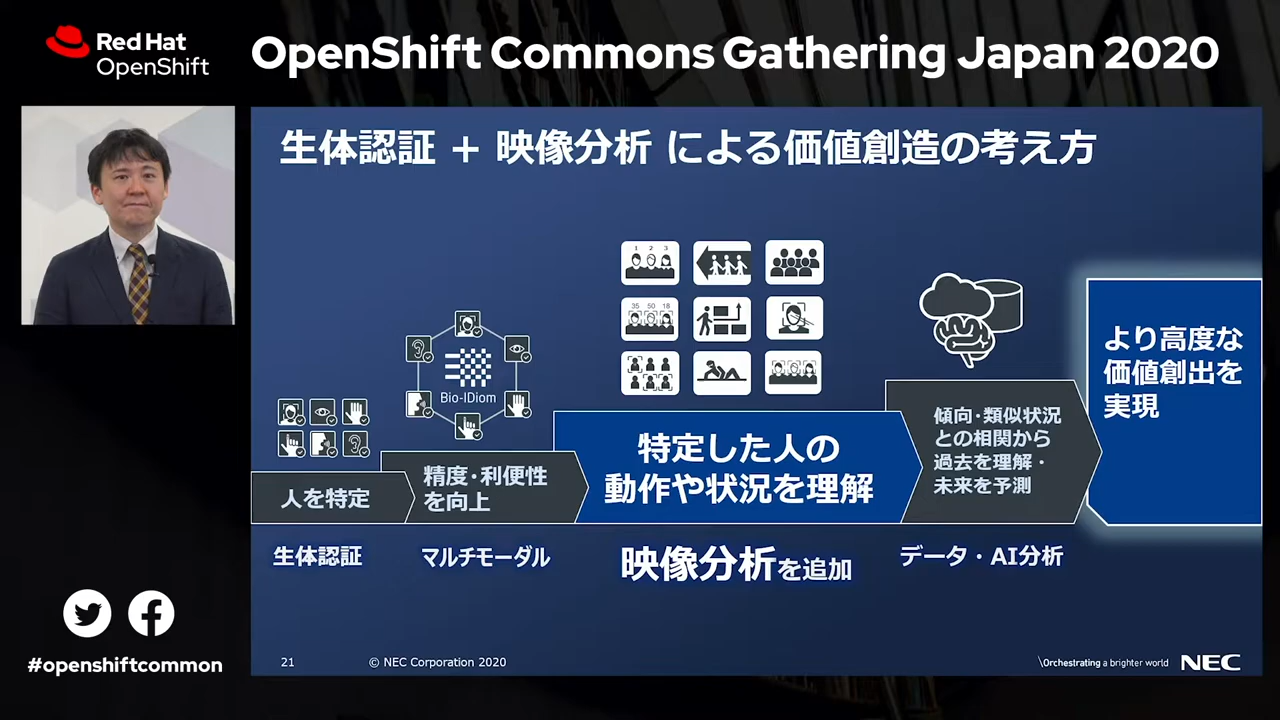 Red Hat
OpenShift
OpenShift Commons Gathering Japan 2020
生体認証 + 映像分析 による価値創造の考え方
1 2 3
35 50 18
Bio-IDiom
人を特定
精度・利便性
を向上
特定した人の
動作や状況を理解
傾向・類似状況
との相関から
過去を理解・
未来を予測
より高度な
価値創出を
実現
生体認証
マルチモーダル
映像分析を追加
データ・AI分析
#openshiftcommon
21
© NEC Corporation 2020
\Orchestrating a brighter world
NEC